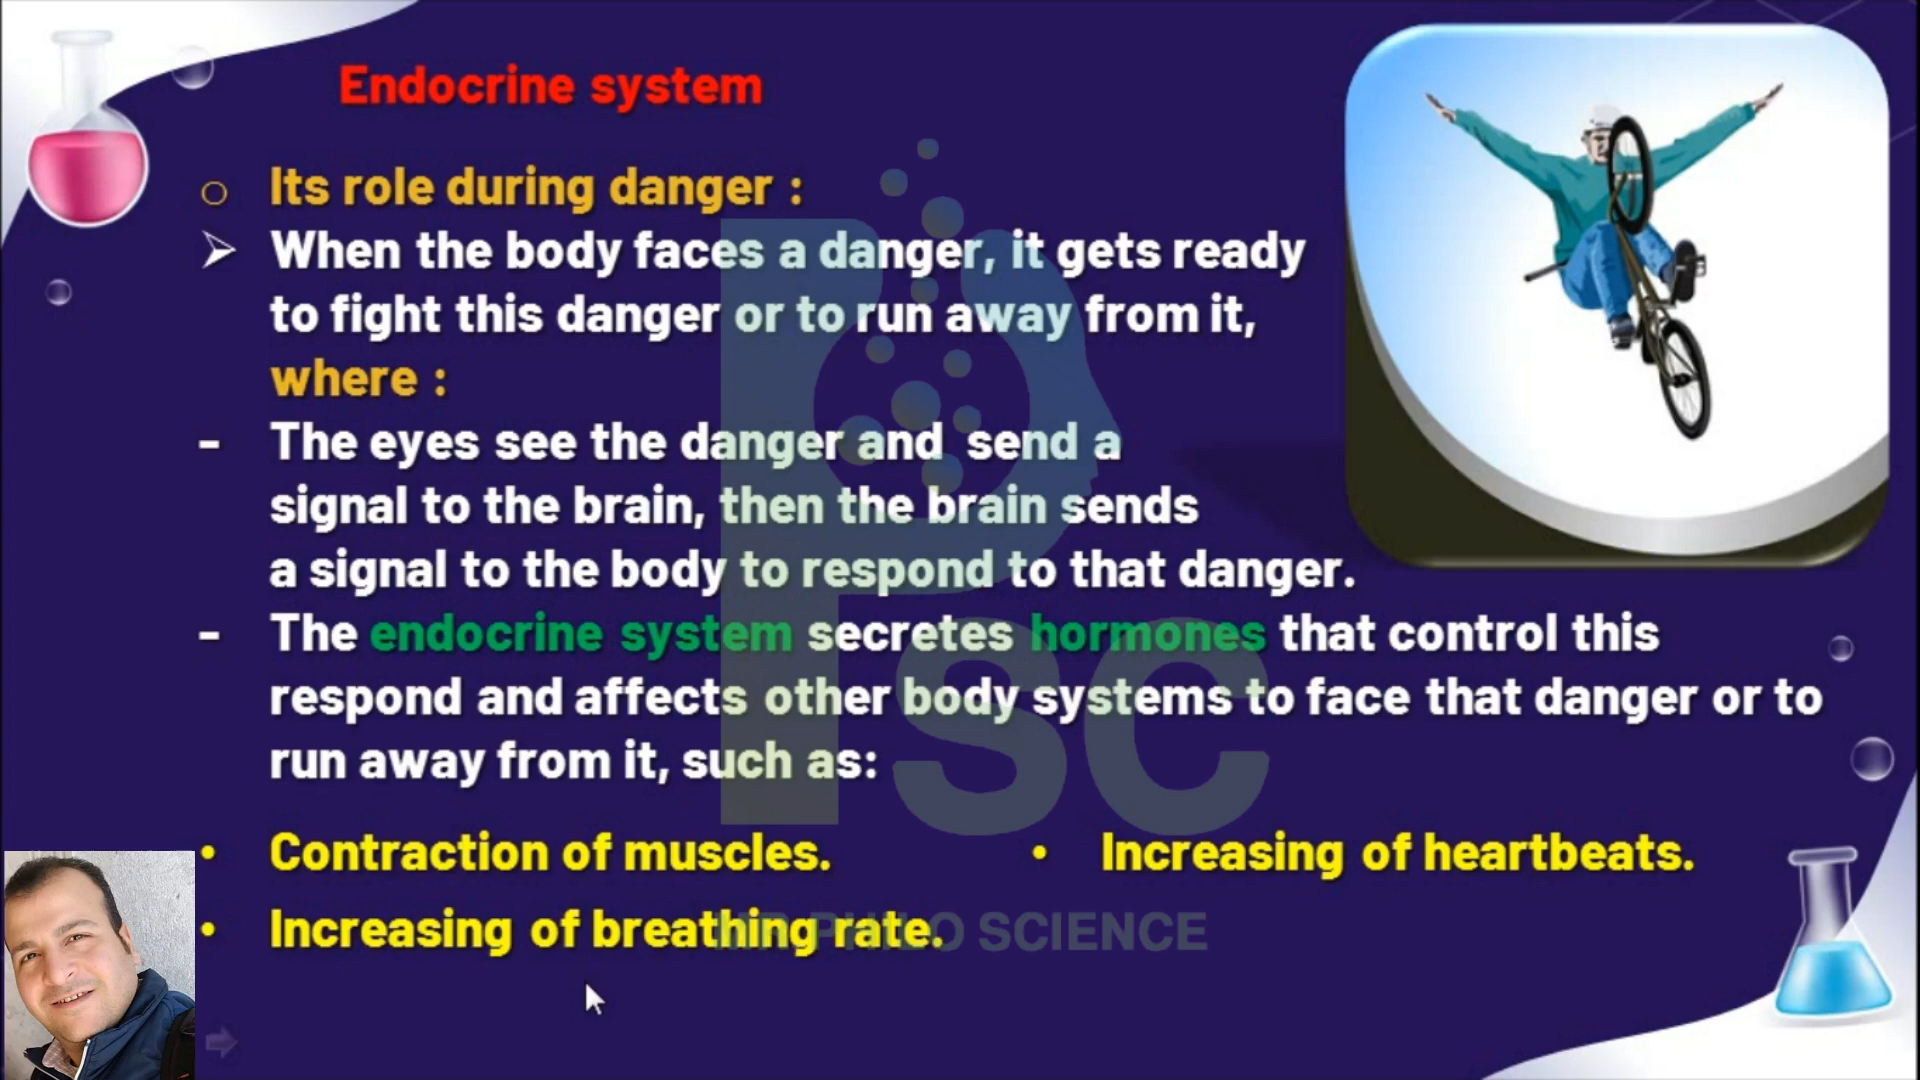 Endocrine system
Its role during danger :
When the body faces a danger, it gets ready
to fight this danger or to run away from it,
where :
- The eyes see the danger and send a
signal to the brain, then the brain sends
a signal to the body to respond to that danger.
- The endocrine system secretes hormones that control this
respond and affects other body systems to face that danger or to
run away from it, such as:
• Contraction of muscles.
• Increasing of heartbeats.
• Increasing of breathing rate.
Psc
MR.PHILO SCIENCE